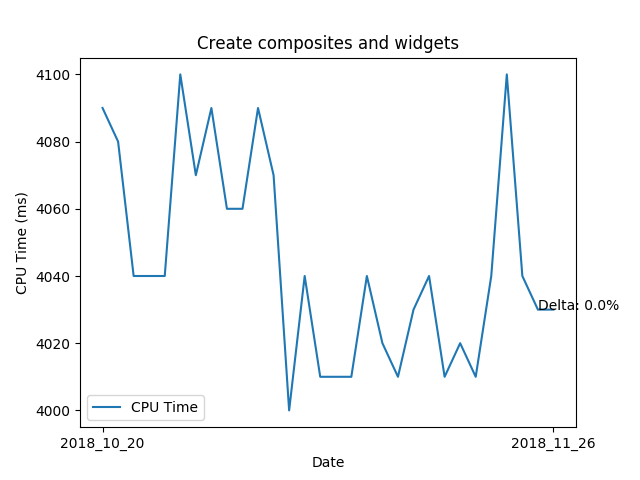 Create composites and widgets
4100
4080
4060
4040
4020
4000
CPU Time (ms)
Delta: 0.0%
CPU Time
2018_10_20
2018_11_26
Date